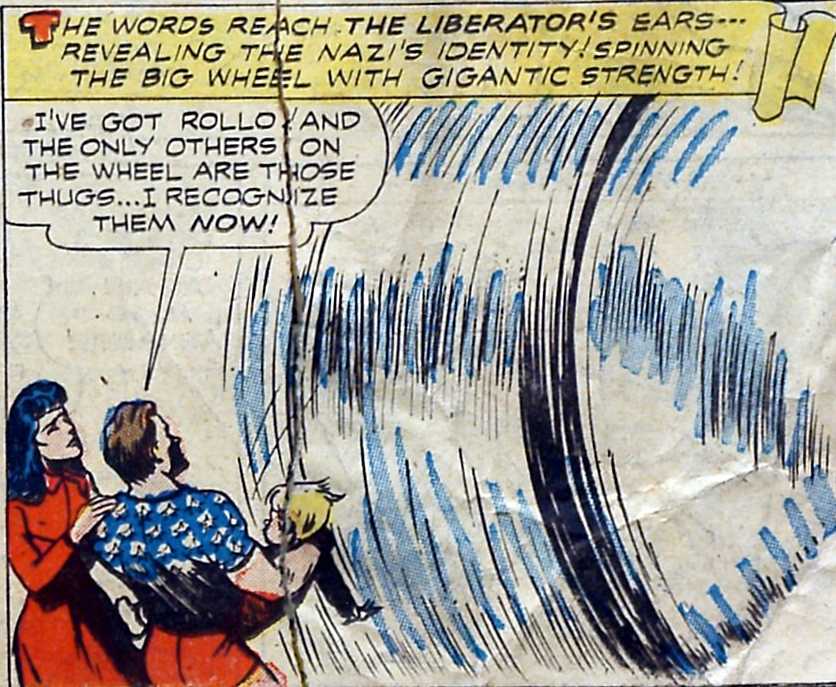 THE WORDS REACH THE LIBERATOR'S EARS---
REVEALING THE NAZI'S IDENTITY! SPINNING
THE BIG WHEEL WITH GIGANTIC STRENGTH!
I'VE GOT ROLLO! AND
THE ONLY OTHERS ON
THE WHEEL ARE THOSE
THUGS...I RECOGNIZE
THEM NOW!